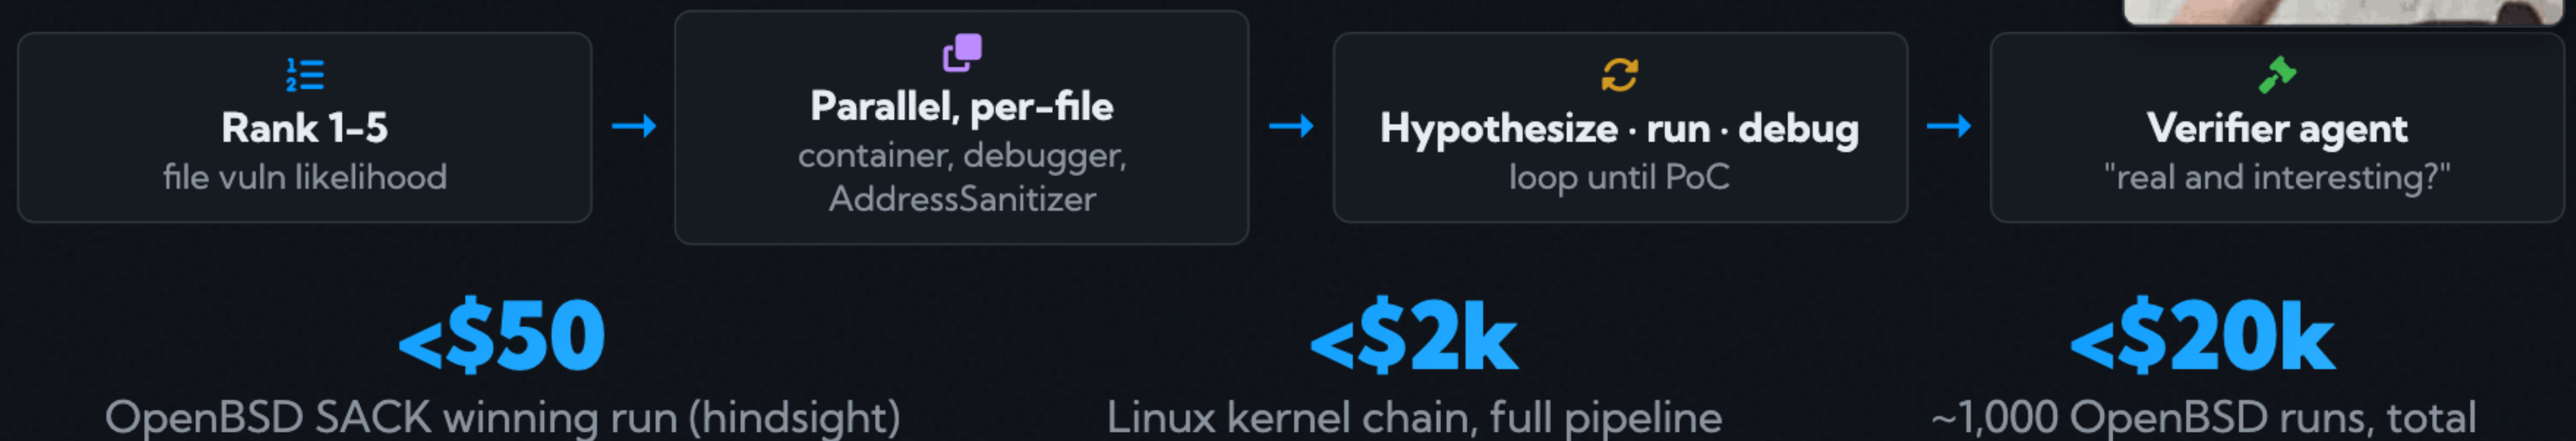 Rank 1-5
file vuln likelihood
Parallel, per-file
container, debugger,
AddressSanitizer
Hypothesize · run · debug
loop until PoC
Verifier agent
"real and interesting?"
<$50
OpenBSD SACK winning run (hindsight)
<$2k
Linux kernel chain, full pipeline
<$20k
~1,000 OpenBSD runs, total